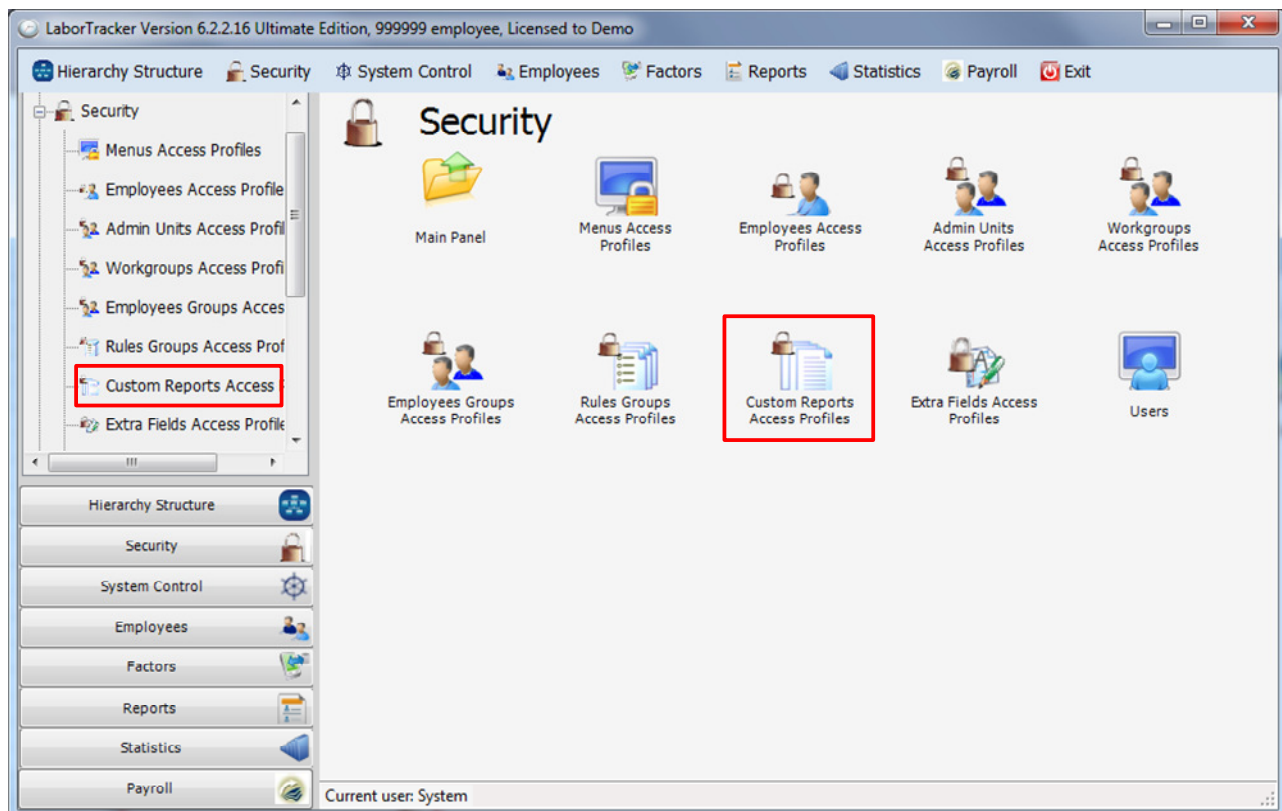 LaborTracker Version 6.2.2.16 Ultimate Edition, 999999 employee, Licensed to Demo
Hierarchy Structure Security System Control Employees Factors Reports Statistics Payroll Exit
Security
Menus Access Profiles
Employees Access Profile
Admin Units Access Profil
Workgroups Access Profi
Employees Groups Acces
Rules Groups Access Prof
Custom Reports Access
Extra Fields Access Profile
Hierarchy Structure
Security
System Control
Employees
Factors
Reports
Statistics
Payroll
Security
Main Panel
Menus Access
Profiles
Employees Access
Profiles
Admin Units
Access Profiles
Workgroups
Access Profiles
Employees Groups
Access Profiles
Rules Groups
Access Profiles
Custom Reports
Access Profiles
Extra Fields Access
Profiles
Users
Current user: System